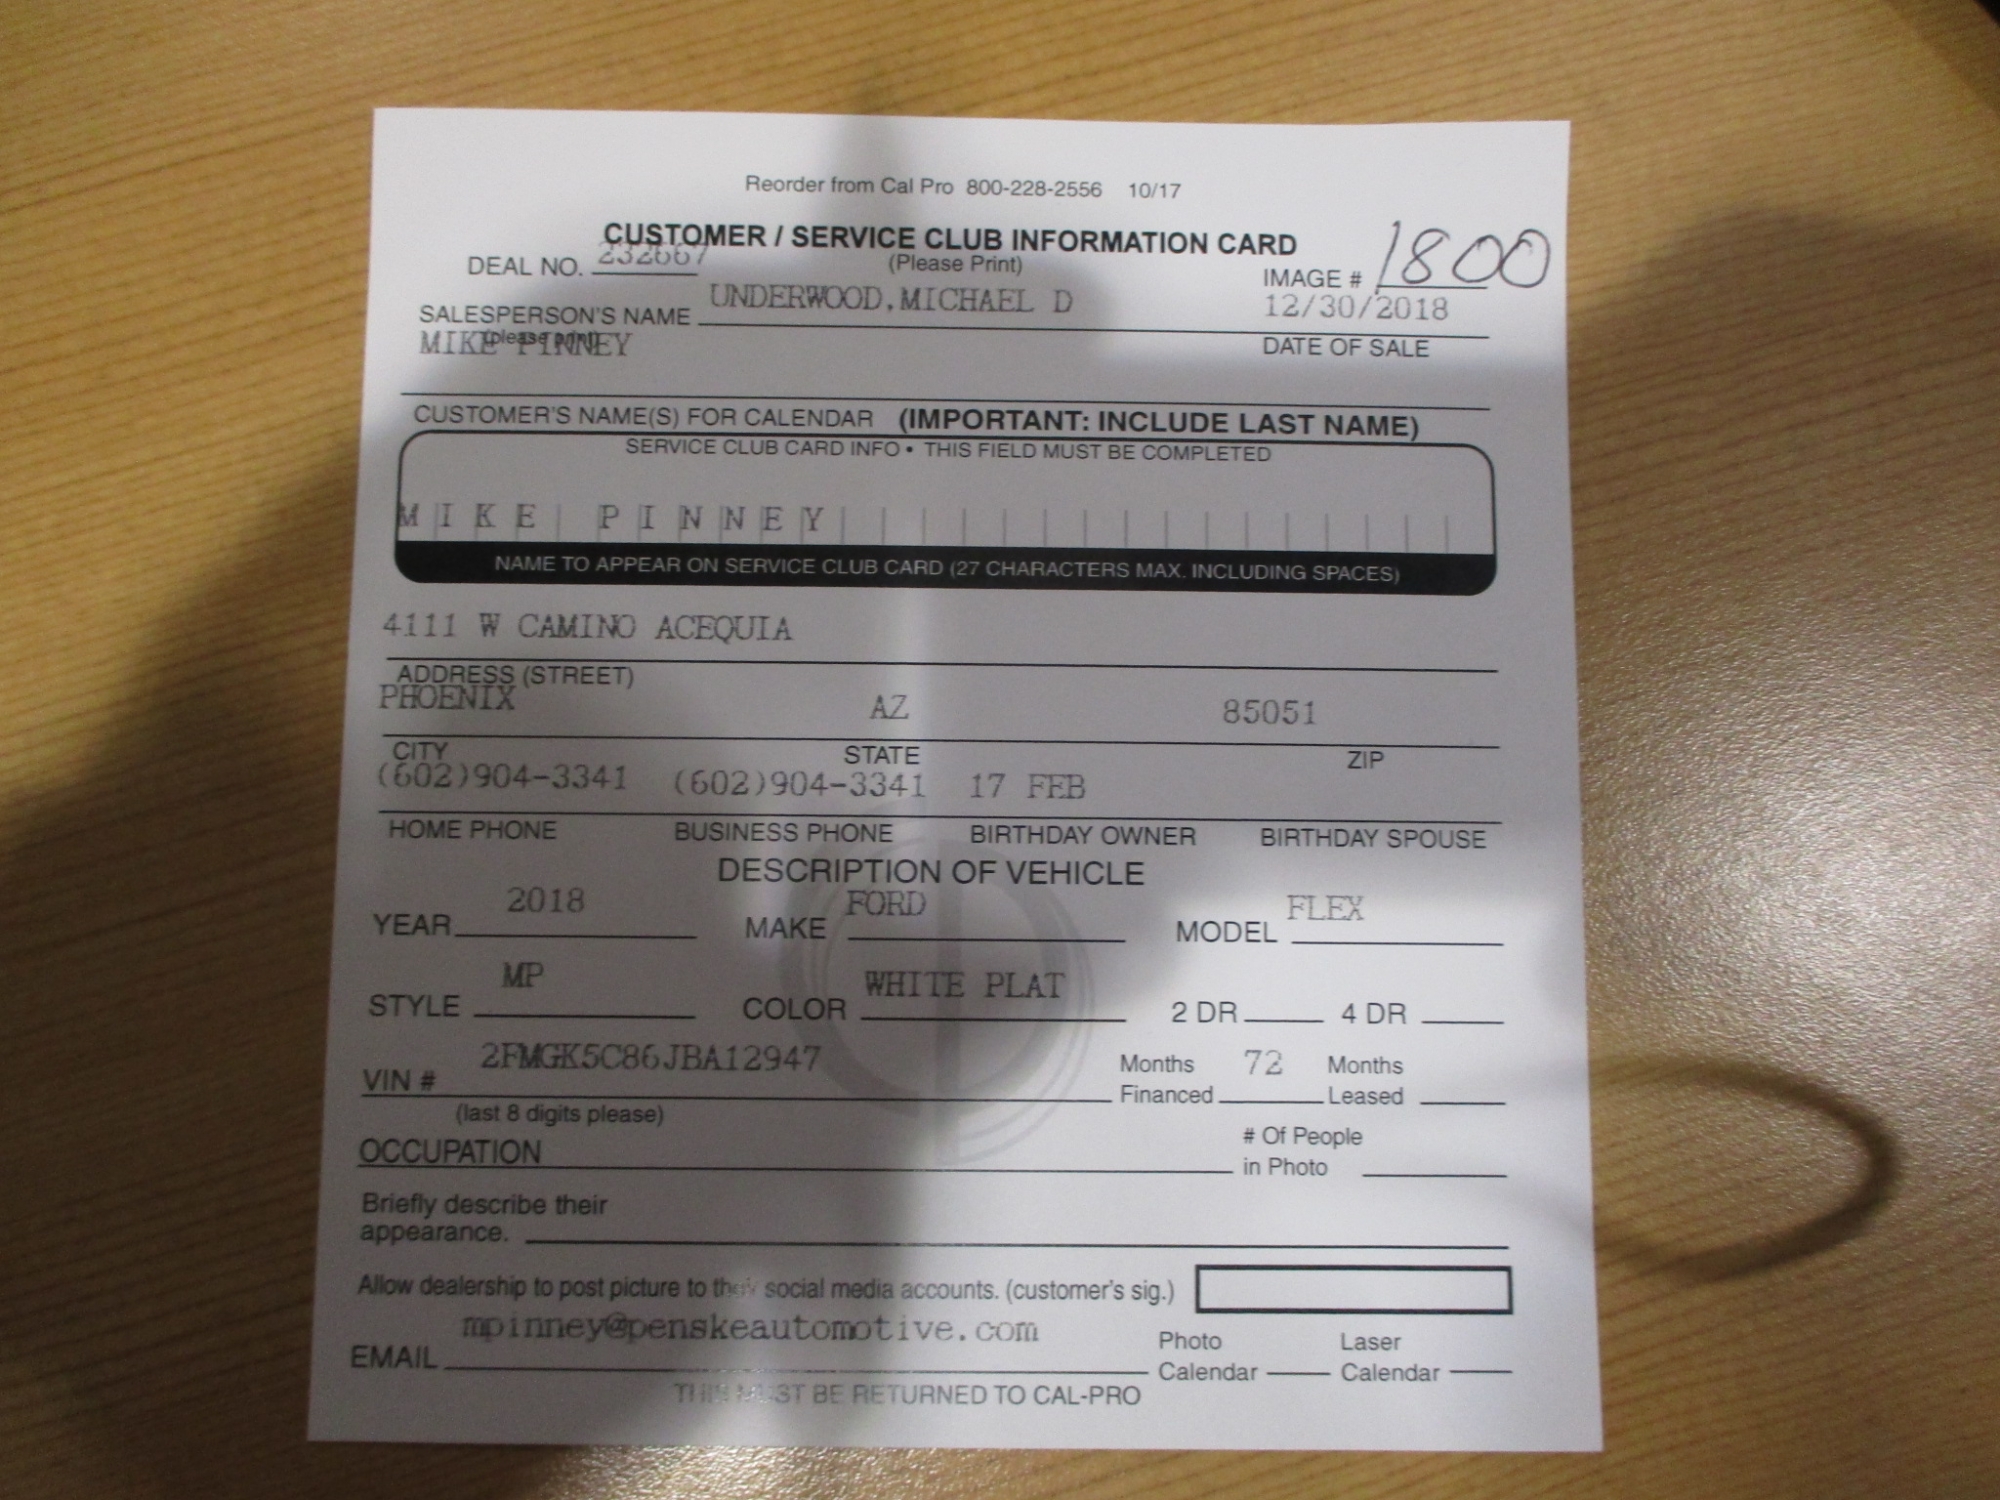 Reorder from Cal Pro 800-228-2556 10/17
CUSTOMER / SERVICE CLUB INFORMATION CARD
DEAL NO. 232667 (Please Print) IMAGE # 1800
SALESPERSON'S NAME UNDERWOOD,MICHAEL D 12/30/2018
(please print) DATE OF SALE
MIKE PINNEY
CUSTOMER'S NAME(S) FOR CALENDAR (IMPORTANT: INCLUDE LAST NAME)
SERVICE CLUB CARD INFO • THIS FIELD MUST BE COMPLETED
MIKE PINNEY
NAME TO APPEAR ON SERVICE CLUB CARD (27 CHARACTERS MAX. INCLUDING SPACES)
4111 W CAMINO ACEQUIA
ADDRESS (STREET)
PHOENIX AZ 85051
CITY STATE ZIP
(602)904-3341 (602)904-3341 17 FEB
HOME PHONE BUSINESS PHONE BIRTHDAY OWNER BIRTHDAY SPOUSE
DESCRIPTION OF VEHICLE
YEAR 2018 MAKE FORD MODEL FLEX
STYLE MP COLOR WHITE PLAT 2 DR 4 DR
VIN # 2FMGK5C86JBA12947 Months Financed 72 Months Leased
(last 8 digits please)
OCCUPATION # Of People in Photo
Briefly describe their
appearance.
Allow dealership to post picture to their social media accounts. (customer's sig.)
EMAIL mpinney@penskeautomotive.com Photo Calendar Laser Calendar
THIS MUST BE RETURNED TO CAL-PRO